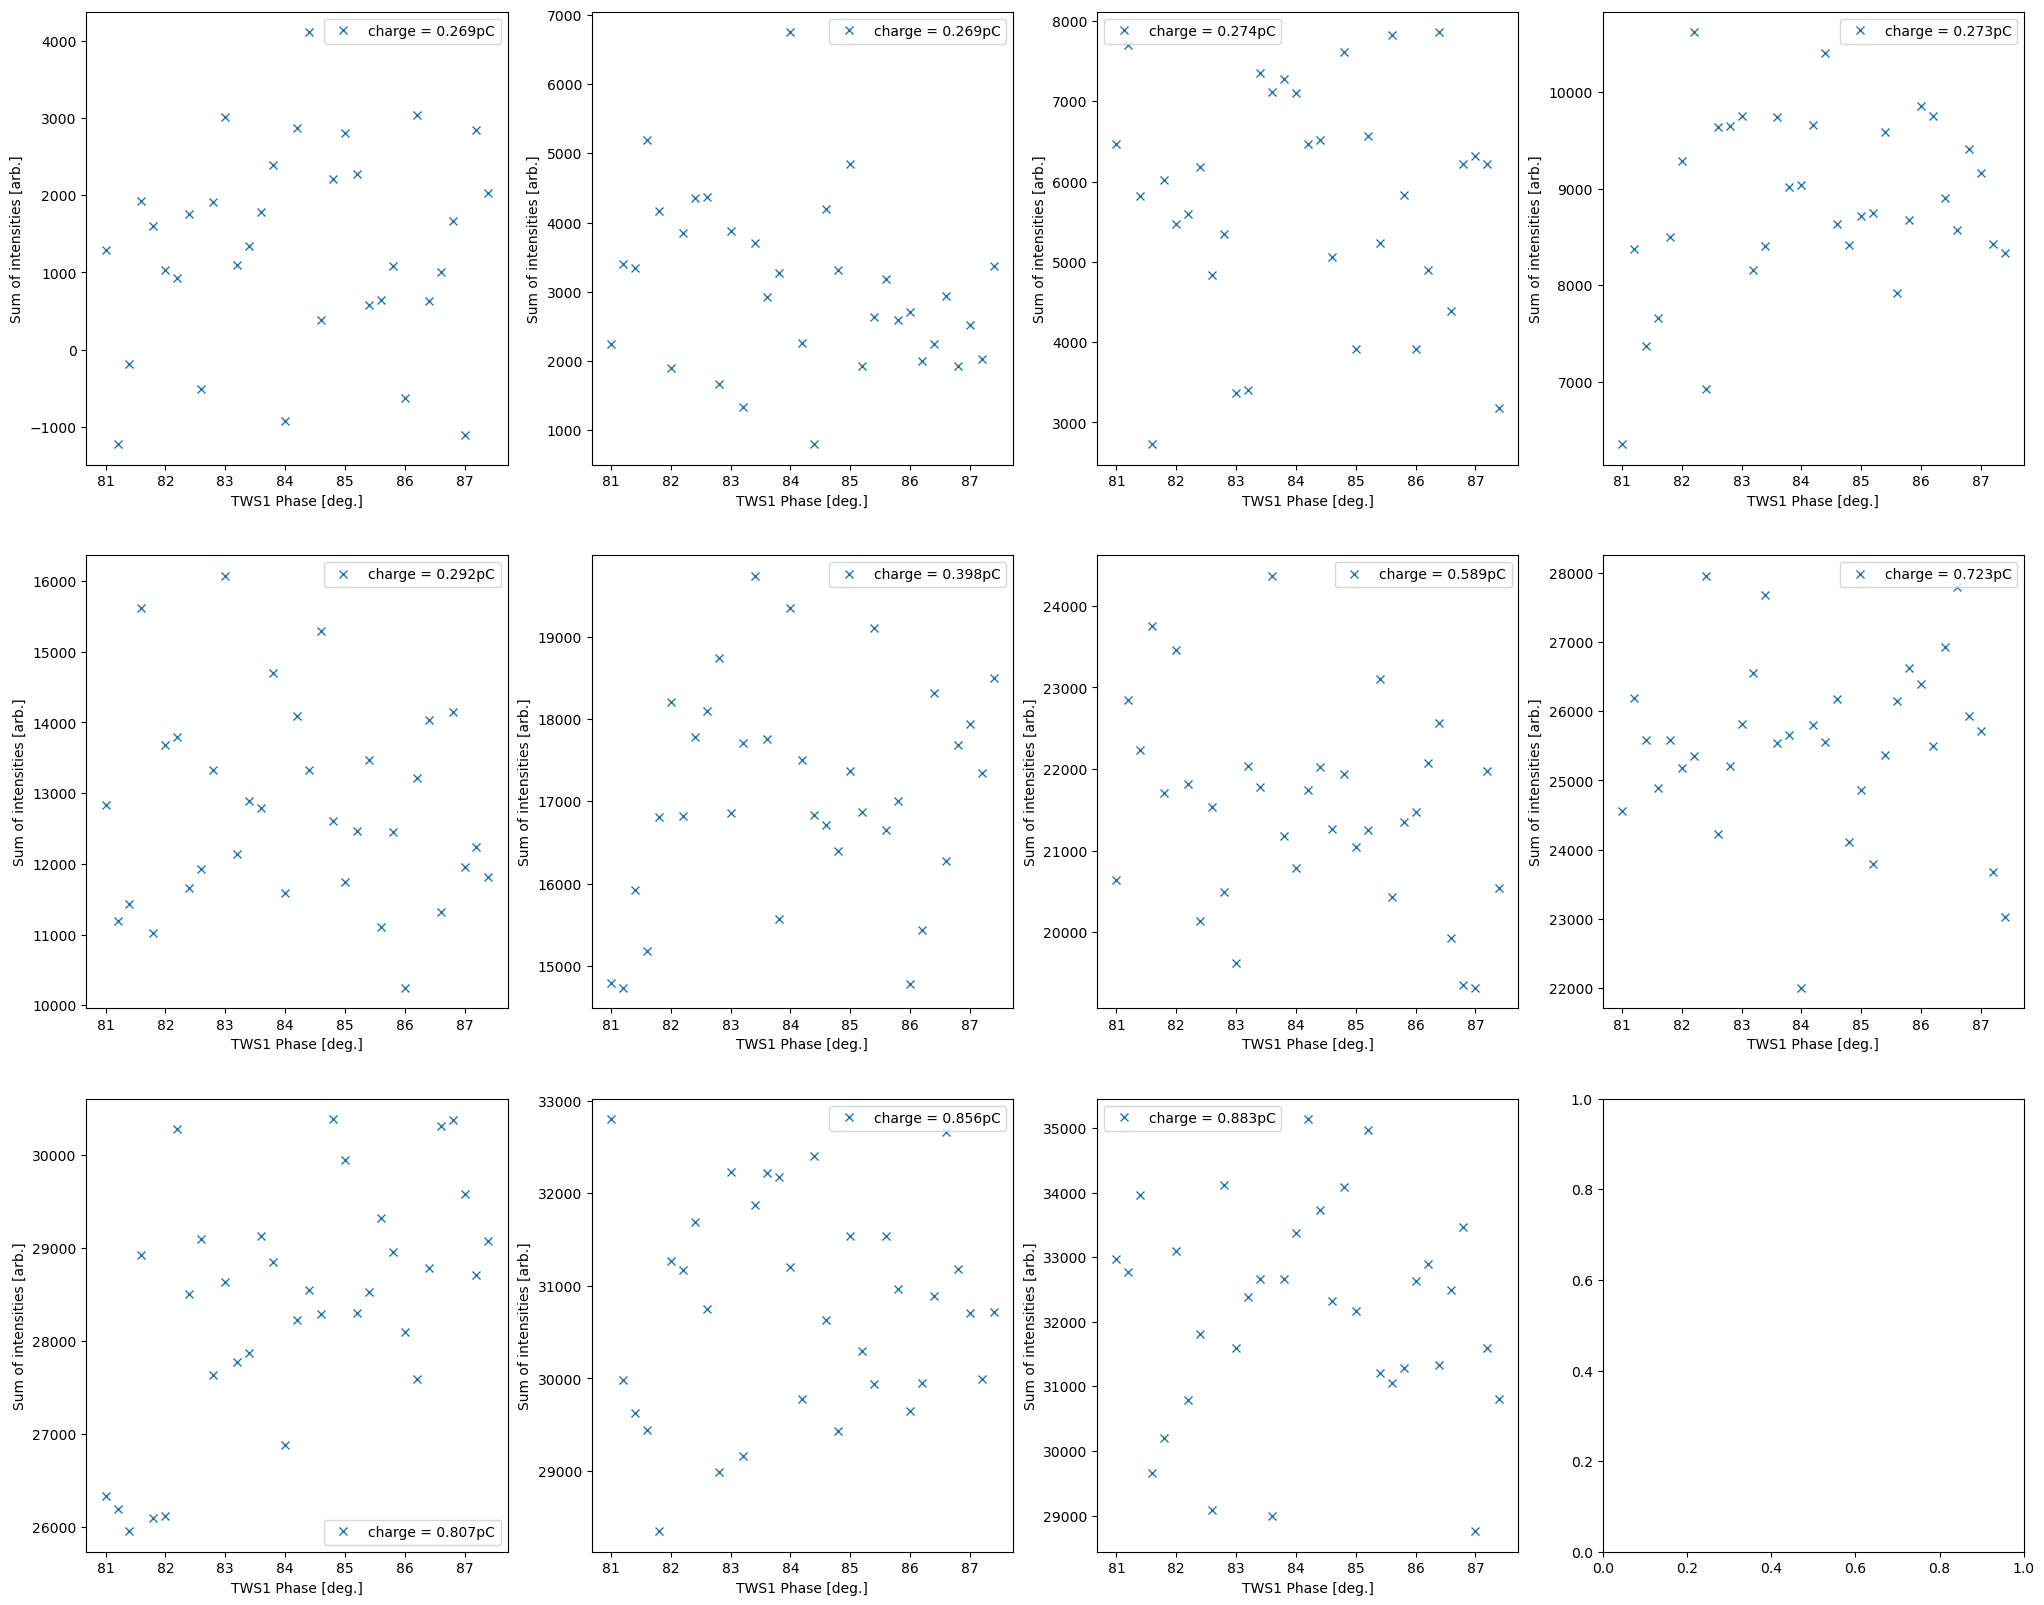 charge = 0.269pC
4000
3000
2000
1000
0
−1000
Sum of intensities [arb.]
81 82 83 84 85 86 87
TWS1 Phase [deg.]
charge = 0.269pC
7000
6000
5000
4000
3000
2000
1000
Sum of intensities [arb.]
81 82 83 84 85 86 87
TWS1 Phase [deg.]
charge = 0.274pC
8000
7000
6000
5000
4000
3000
Sum of intensities [arb.]
81 82 83 84 85 86 87
TWS1 Phase [deg.]
charge = 0.273pC
10000
9000
8000
7000
Sum of intensities [arb.]
81 82 83 84 85 86 87
TWS1 Phase [deg.]
charge = 0.292pC
16000
15000
14000
13000
12000
11000
10000
Sum of intensities [arb.]
81 82 83 84 85 86 87
TWS1 Phase [deg.]
charge = 0.398pC
19000
18000
17000
16000
15000
Sum of intensities [arb.]
81 82 83 84 85 86 87
TWS1 Phase [deg.]
charge = 0.589pC
24000
23000
22000
21000
20000
Sum of intensities [arb.]
81 82 83 84 85 86 87
TWS1 Phase [deg.]
charge = 0.723pC
28000
27000
26000
25000
24000
23000
22000
Sum of intensities [arb.]
81 82 83 84 85 86 87
TWS1 Phase [deg.]
30000
29000
28000
27000
26000
Sum of intensities [arb.]
charge = 0.807pC
81 82 83 84 85 86 87
TWS1 Phase [deg.]
charge = 0.856pC
33000
32000
31000
30000
29000
Sum of intensities [arb.]
81 82 83 84 85 86 87
TWS1 Phase [deg.]
charge = 0.883pC
35000
34000
33000
32000
31000
30000
29000
Sum of intensities [arb.]
81 82 83 84 85 86 87
TWS1 Phase [deg.]
1.0
0.8
0.6
0.4
0.2
0.0
0.0 0.2 0.4 0.6 0.8 1.0